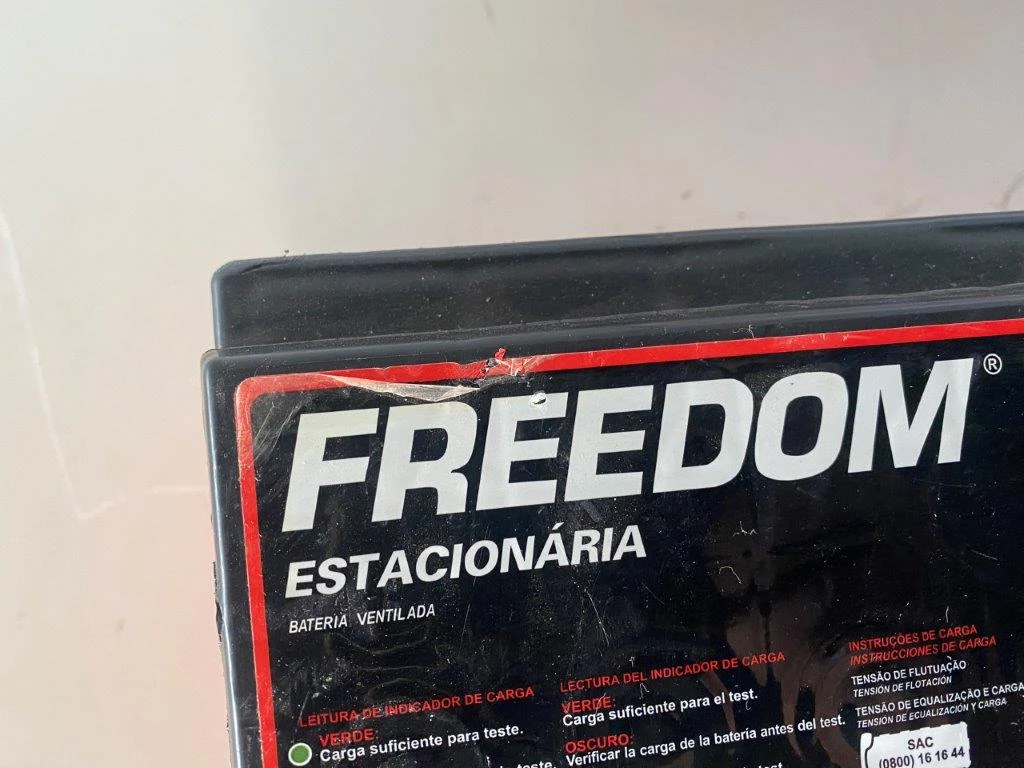 FREEDOM®
ESTACIONÁRIA
BATERIA VENTILADA
LEITURA DE INDICADOR DE CARGA
VERDE:
Carga suficiente para teste.
teste.
LECTURA DEL INDICADOR DE CARGA
VERDE:
Carga suficiente para el test.
OSCURO:
Verificar la carga de la batería antes del test.
test.
INSTRUÇÕES DE CARGA
INSTRUCCIONES DE CARGA
TENSÃO DE FLUTUAÇÃO
TENSIÓN DE FLOTACIÓN
TENSÃO DE EQUALIZAÇÃO E CARGA
TENSIÓN DE ECUALIZACIÓN Y CARGA
SAC
(0800) 16 16 44